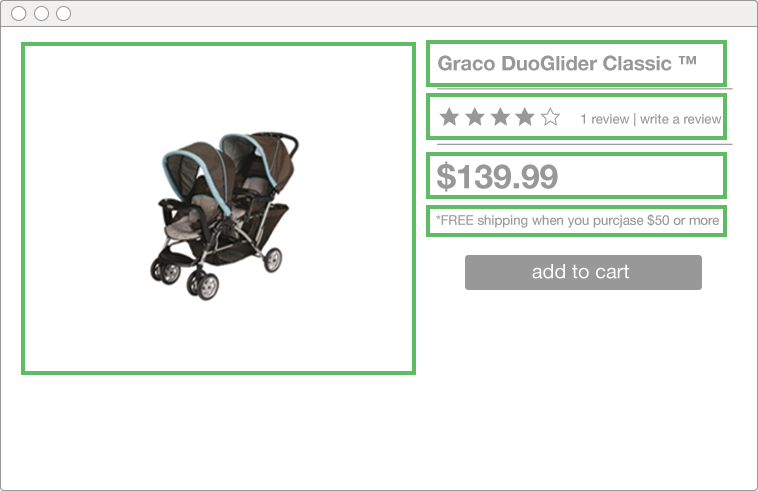 Graco DuoGlider Classic ™
1 review | write a review
$139.99
*FREE shipping when you purcjase $50 or more
add to cart